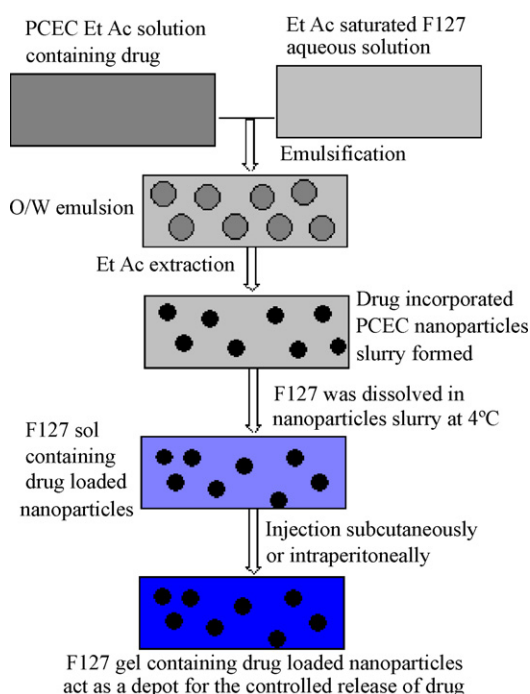 PCEC Et Ac solution
containing drug
Et Ac saturated F127
aqueous solution
Emulsification
O/W emulsion
Et Ac extraction
Drug incorporated
PCEC nanoparticles
slurry formed
F127 was dissolved in
nanoparticles slurry at 4ºC
F127 sol
containing
drug loaded
nanoparticles
Injection subcutaneously
or intraperitoneally
F127 gel containing drug loaded nanoparticles
act as a depot for the controlled release of drug